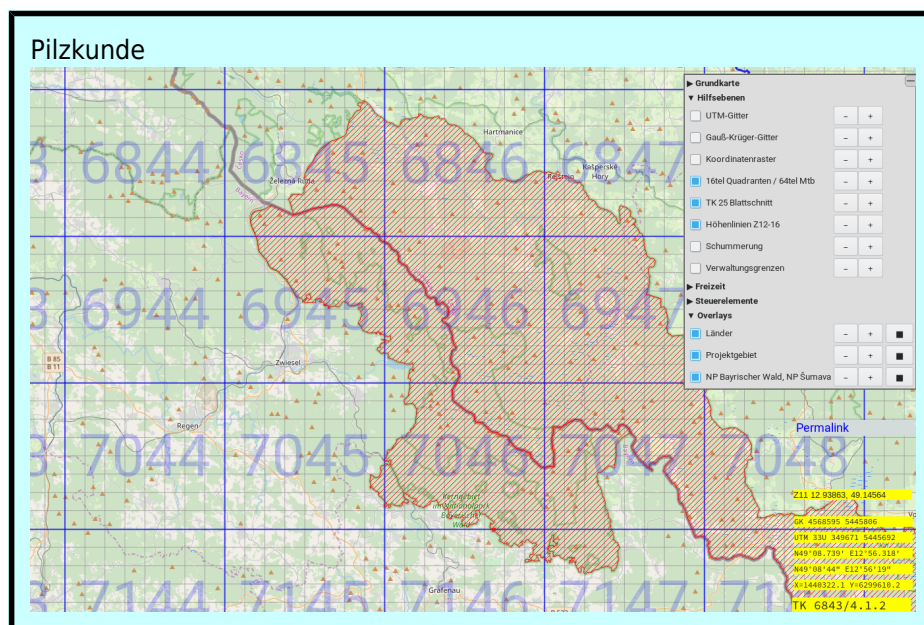 Pilzkunde
▶ Grundkarte
▼ Hilfsebenen
UTM-Gitter - +
Gauß-Krüger-Gitter - +
Koordinatenraster - +
16tel Quadranten / 64tel Mtb - +
TK 25 Blattschnitt - +
Höhenlinien Z12-16 - +
Schummerung - +
Verwaltungsgrenzen - +
▶ Freizeit
▶ Steuerelemente
▼ Overlays
Länder - +
Projektgebiet - +
NP Bayrischer Wald, NP Šumava - +
Hartmanice
6844 6845 6846 6847
Kašperské
Hory
Železná Ruda
6944 6945 6946 6947
B 85
B 11
Zwiesel
Regen
Permalink
7044 7045 7046 7047 7048
Z11 12.93863, 49.14564
Kerngebiet
im Nationalpark
Bayerischer
Wald
GK 4568595 5445806
UTM 33U 349671 5445692
N49°08.739' E12°56.318'
N49°08'44" E12°56'19"
X=1440322.1 Y=6299610.2
7144 7145 7146 7147
Grafenau
TK 6843/4.1.2
B 533